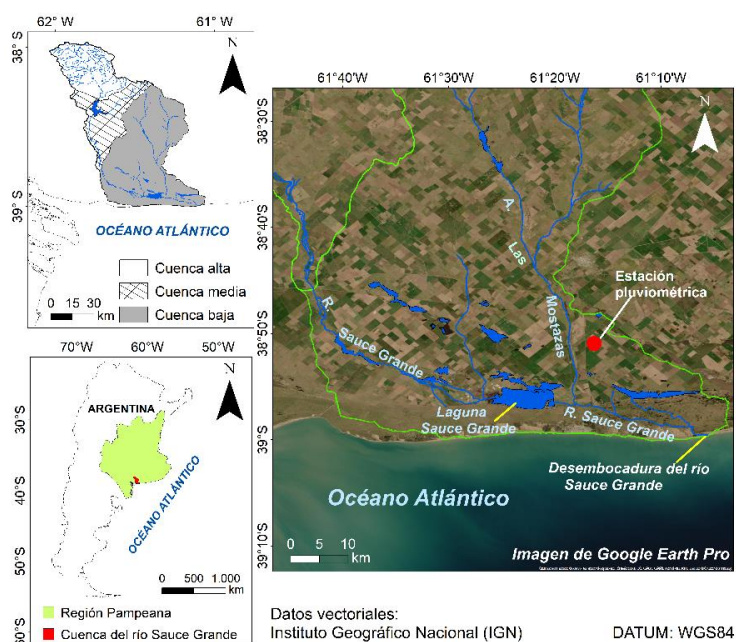 62° W
61° W
N
38° S
39° S
OCÉANO ATLÁNTICO
0 15 30
km
Cuenca alta
Cuenca media
Cuenca baja
70°W
60°W
50°W
N
ARGENTINA
30°S
40°S
50°S
60°S
OCÉANO ATLÁNTICO
0 500 1.000
km
Región Pampeana
Cuenca del río Sauce Grande
61°40'W
61°30'W
61°20'W
61°10'W
38°30'S
38°40'S
38°50'S
39°S
39°10'S
N
A.
Las
Mostazas
Estación
pluviométrica
R.
Sauce Grande
Laguna
Sauce Grande
R. Sauce Grande
Desembocadura del río
Sauce Grande
Océano Atlántico
0 5 10
km
Imagen de Google Earth Pro
Datos vectoriales:
Instituto Geográfico Nacional (IGN)
DATUM: WGS84